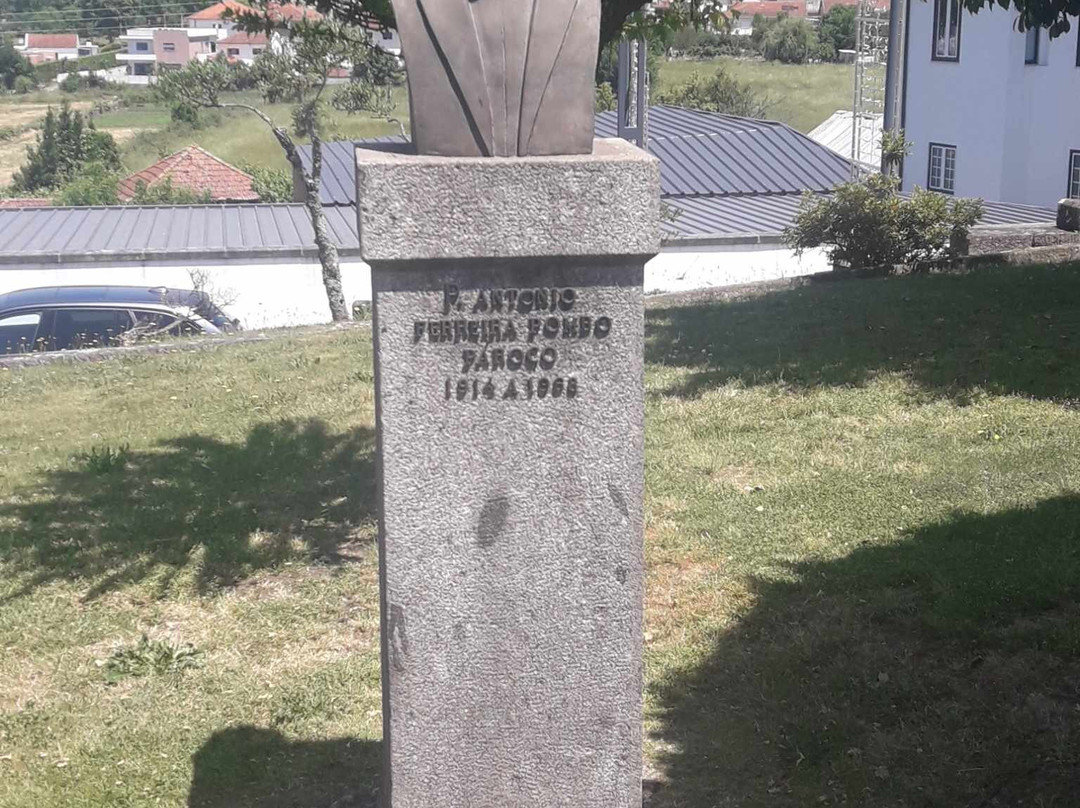 P. ANTONIO
FERREIRA POMBO
PAROCO
1914 A 1968